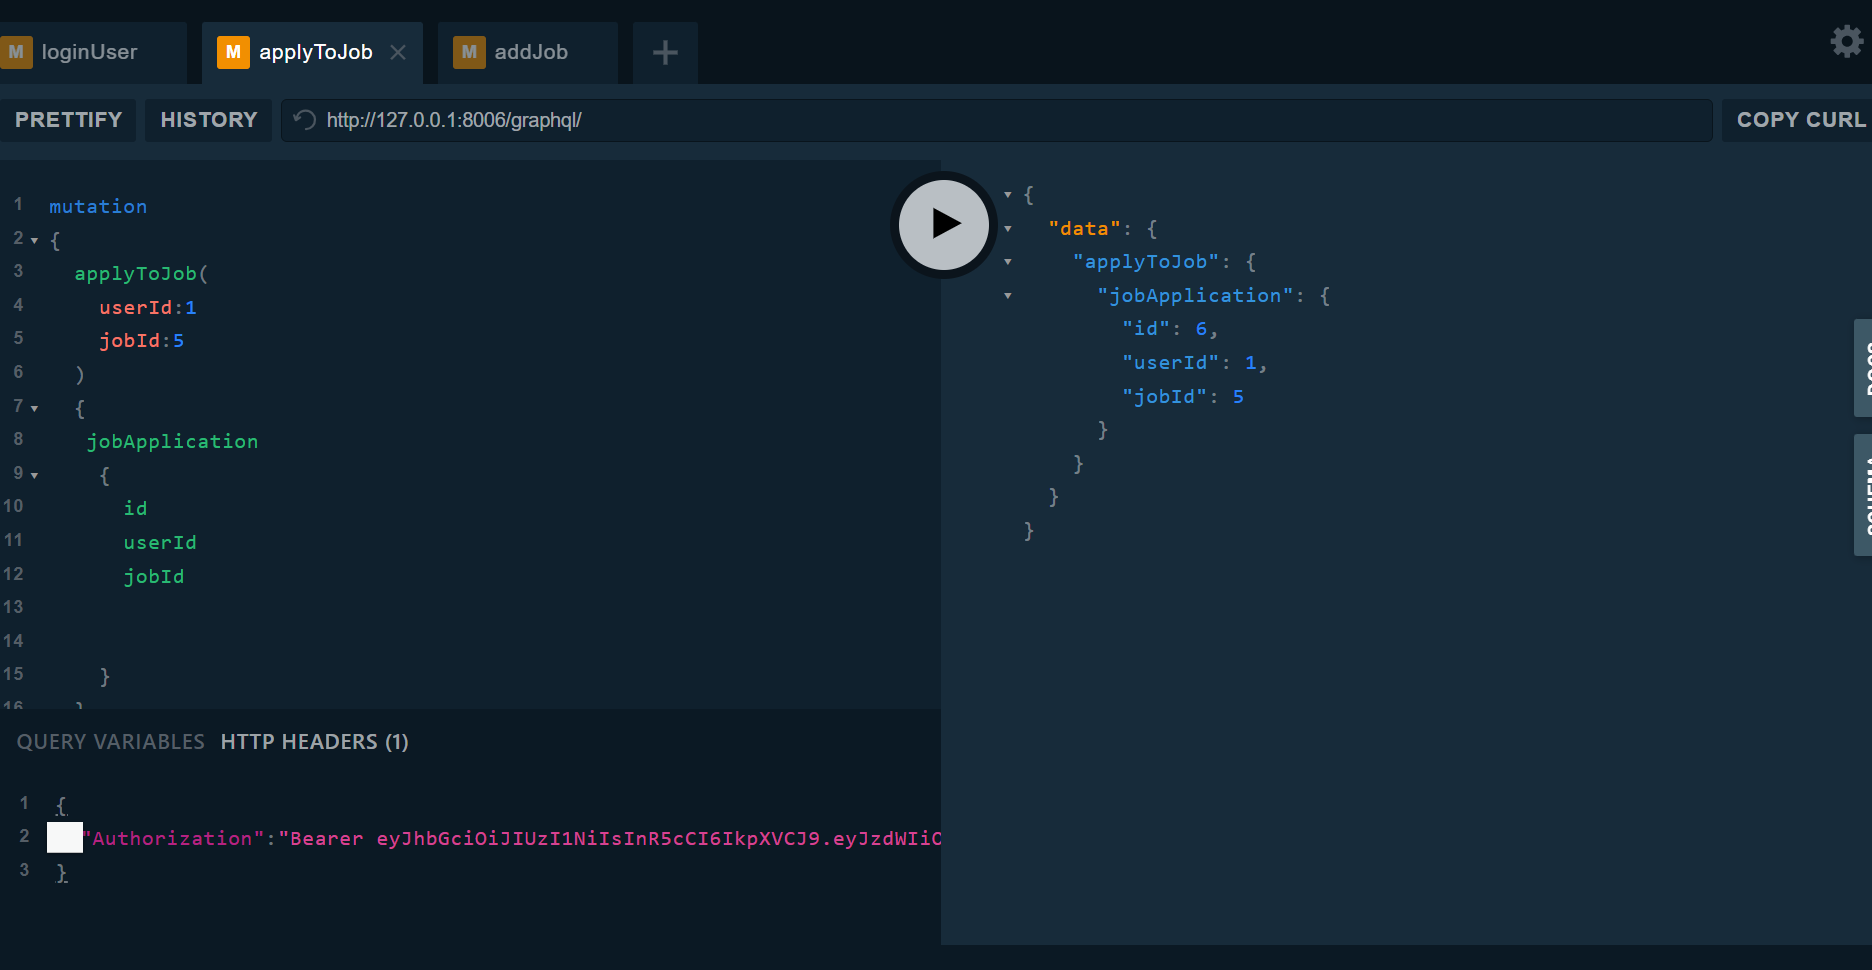 M loginUser
M applyToJob
M addJob
PRETTIFY
HISTORY
http://127.0.0.1:8006/graphql/
COPY CURL
1 mutation
2 {
3 applyToJob(
4 userId:1
5 jobId:5
6 )
7 {
8 jobApplication
9 {
10 id
11 userId
12 jobId
13
14
15 }
16 }
{
"data": {
"applyToJob": {
"jobApplication": {
"id": 6,
"userId": 1,
"jobId": 5
}
}
}
}
DOCS
SCHEMA
QUERY VARIABLES
HTTP HEADERS (1)
1 {
2 "Authorization":"Bearer eyJhbGciOiJIUzI1NiIsInR5cCI6IkpXVCJ9.eyJzdWIiO
3 }